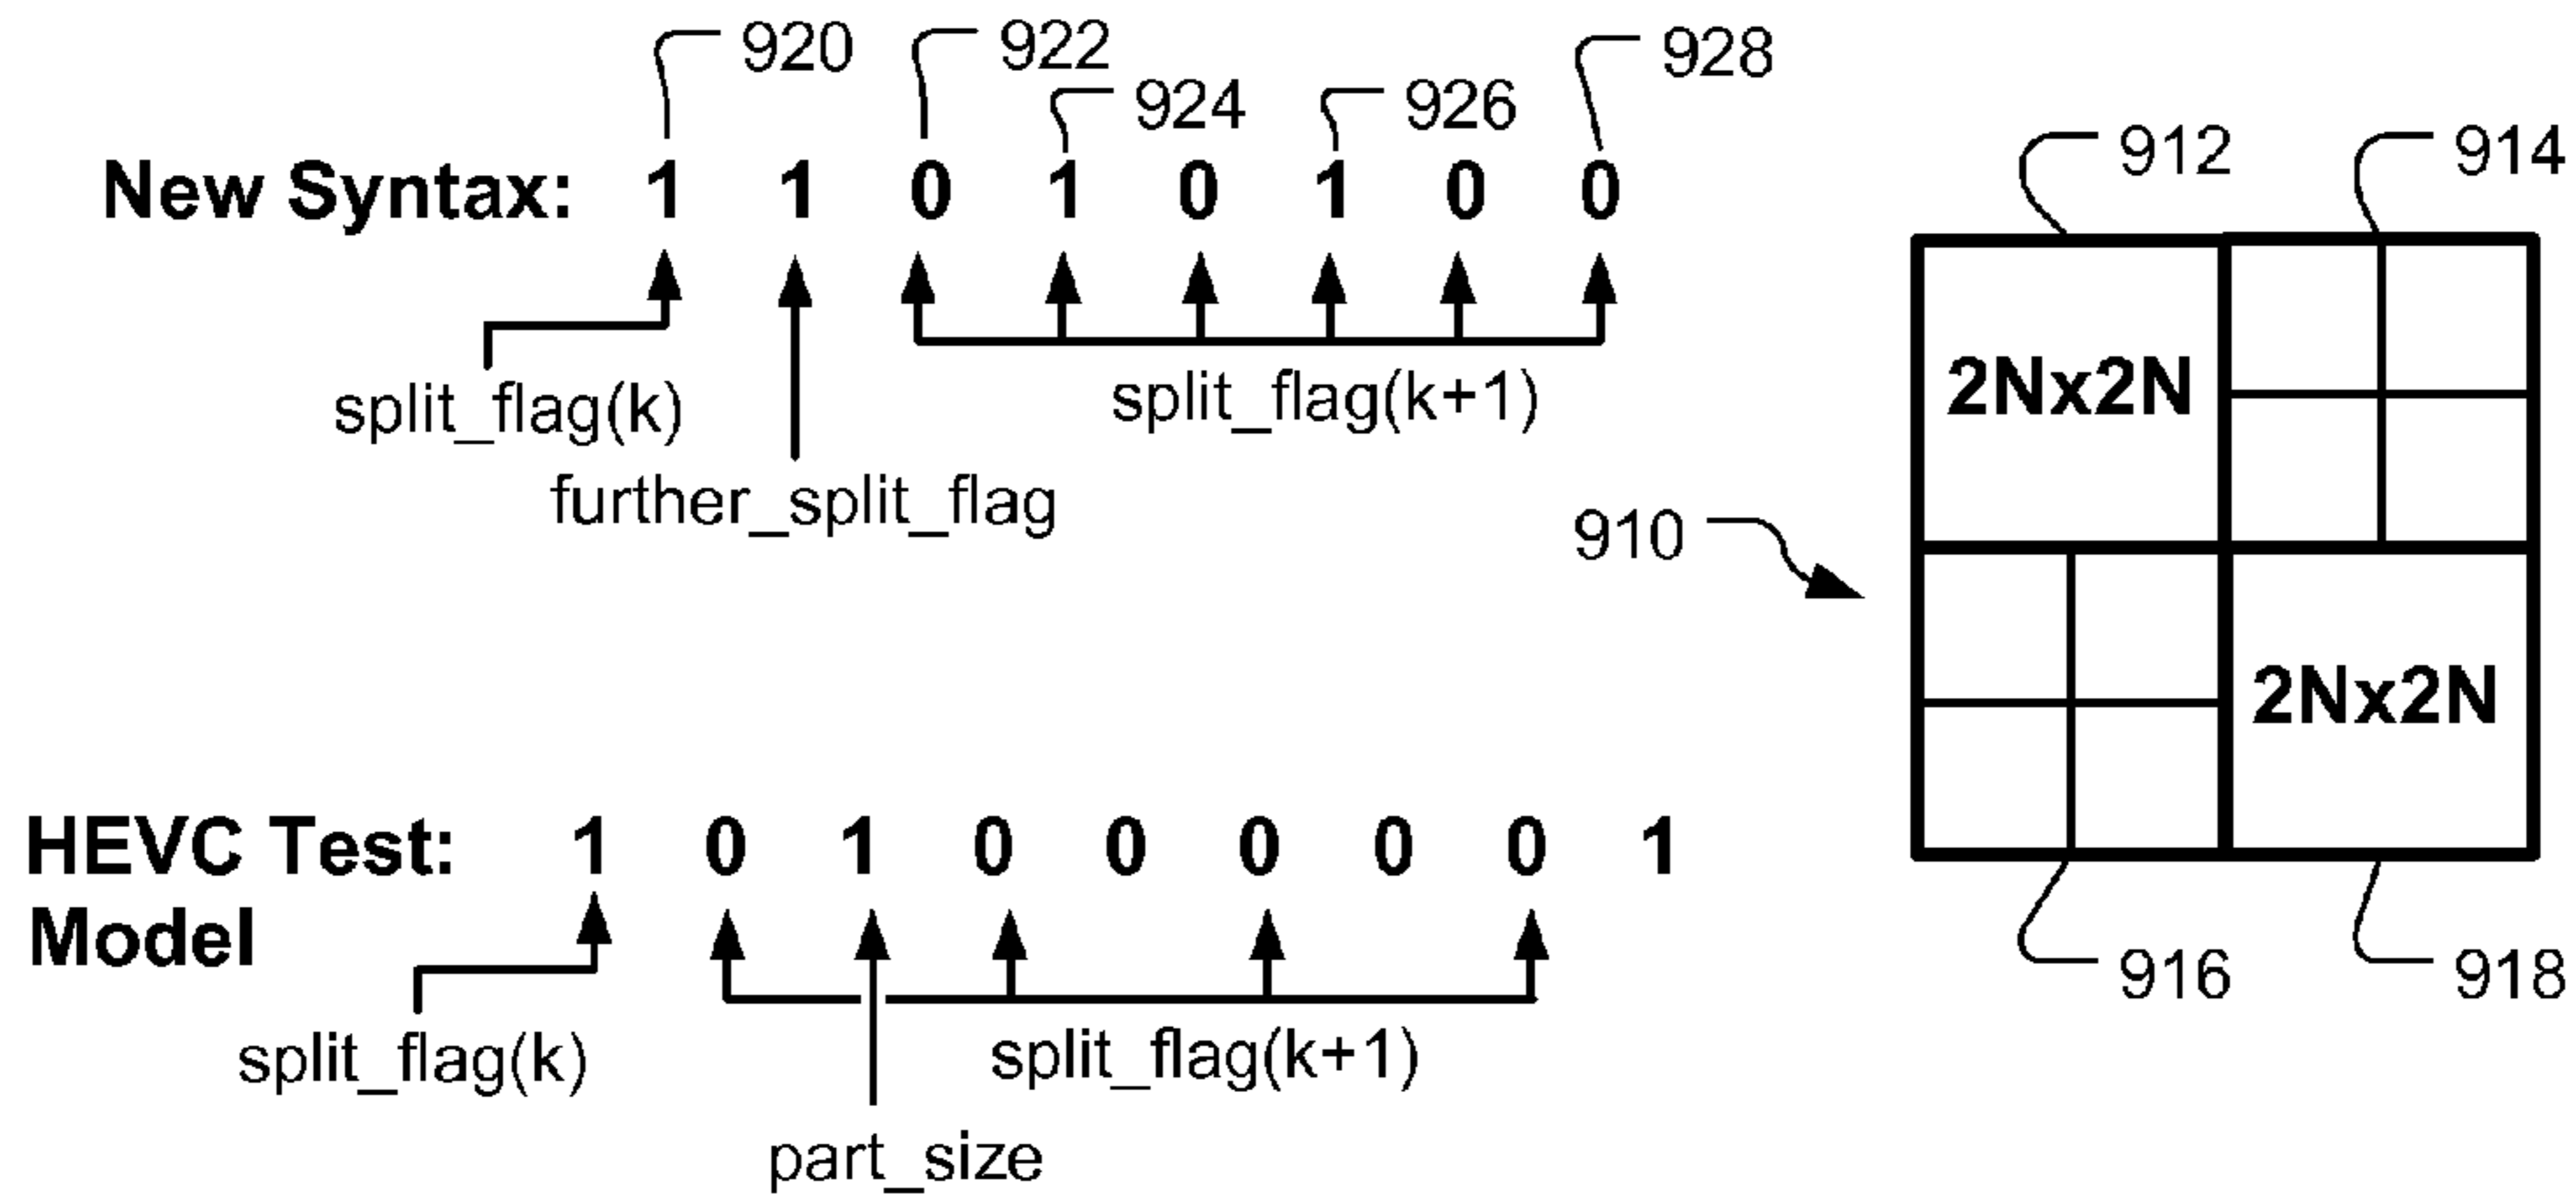 920 922 928
924 926
912 914
New Syntax: 1 1 0 1 0 1 0 0
2Nx2N
split_flag(k) split_flag(k+1)
further_split_flag
910
2Nx2N
HEVC Test: 1 0 1 0 0 0 0 0 1
Model
916 918
split_flag(k) split_flag(k+1)
part_size